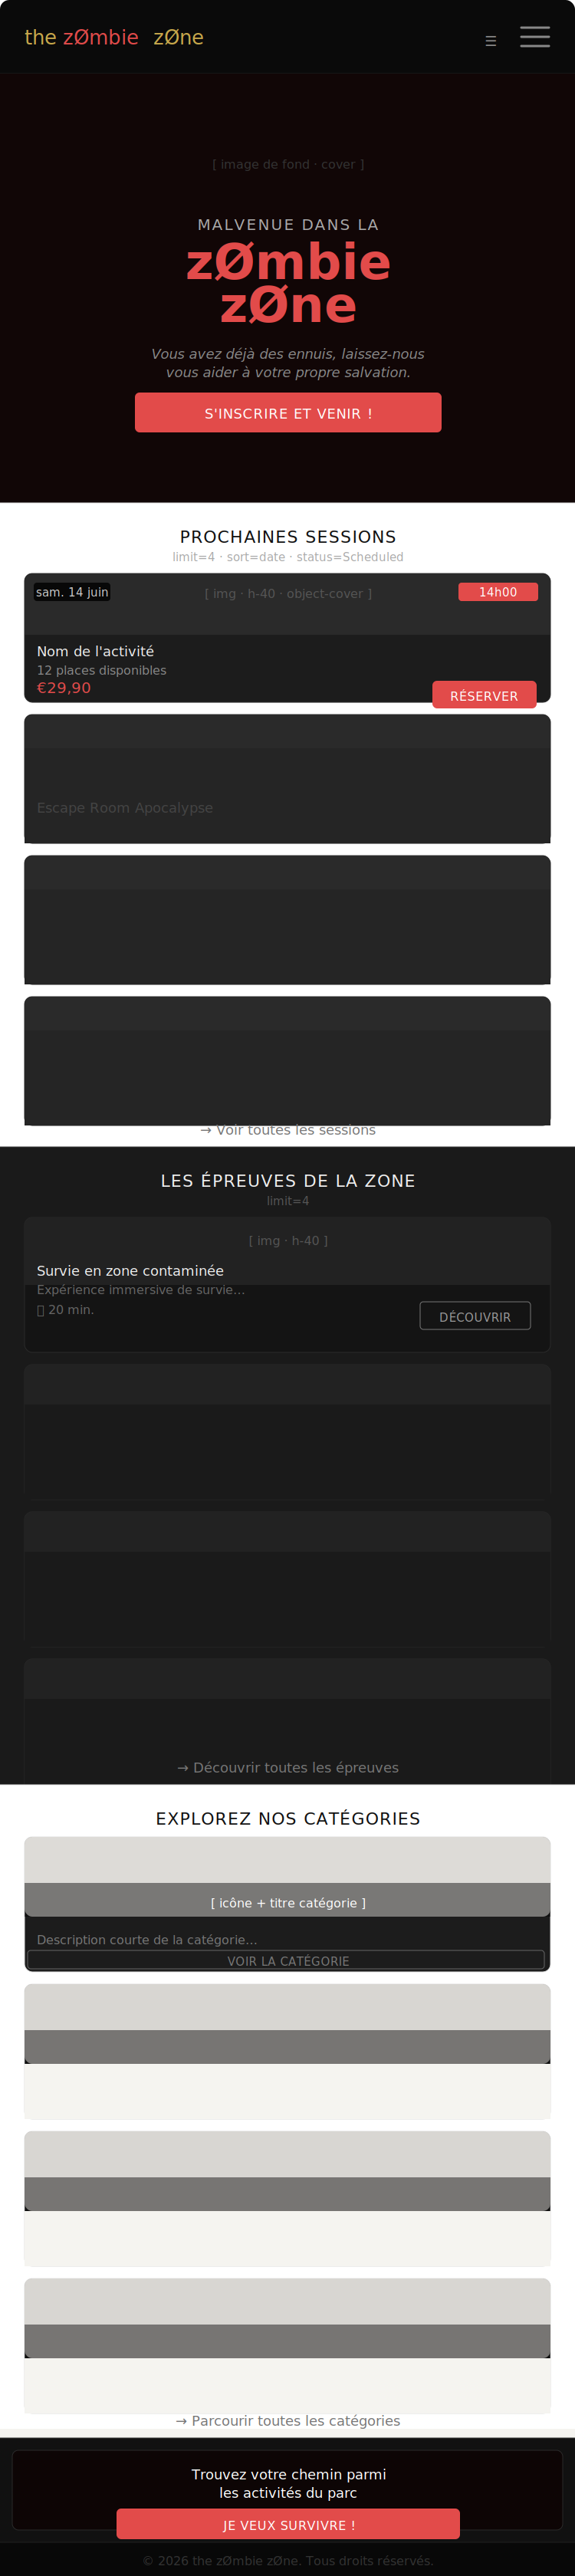 the zØmbie zØne ☰
[ image de fond · cover ]
MALVENUE DANS LA
zØmbie
zØne
Vous avez déjà des ennuis, laissez-nous
vous aider à votre propre salvation.
S'INSCRIRE ET VENIR !
PROCHAINES SESSIONS
limit=4 · sort=date · status=Scheduled
sam. 14 juin [ img · h-40 · object-cover ] 14h00
Nom de l'activité
12 places disponibles
€29,90
RÉSERVER
Escape Room Apocalypse
→ Voir toutes les sessions
LES ÉPREUVES DE LA ZONE
limit=4
[ img · h-40 ]
Survie en zone contaminée
Expérience immersive de survie…
20 min.
DÉCOUVRIR
→ Découvrir toutes les épreuves
EXPLOREZ NOS CATÉGORIES
[ icône + titre catégorie ]
Description courte de la catégorie…
VOIR LA CATÉGORIE
→ Parcourir toutes les catégories
Trouvez votre chemin parmi
les activités du parc
JE VEUX SURVIVRE !
© 2026 the zØmbie zØne. Tous droits réservés.